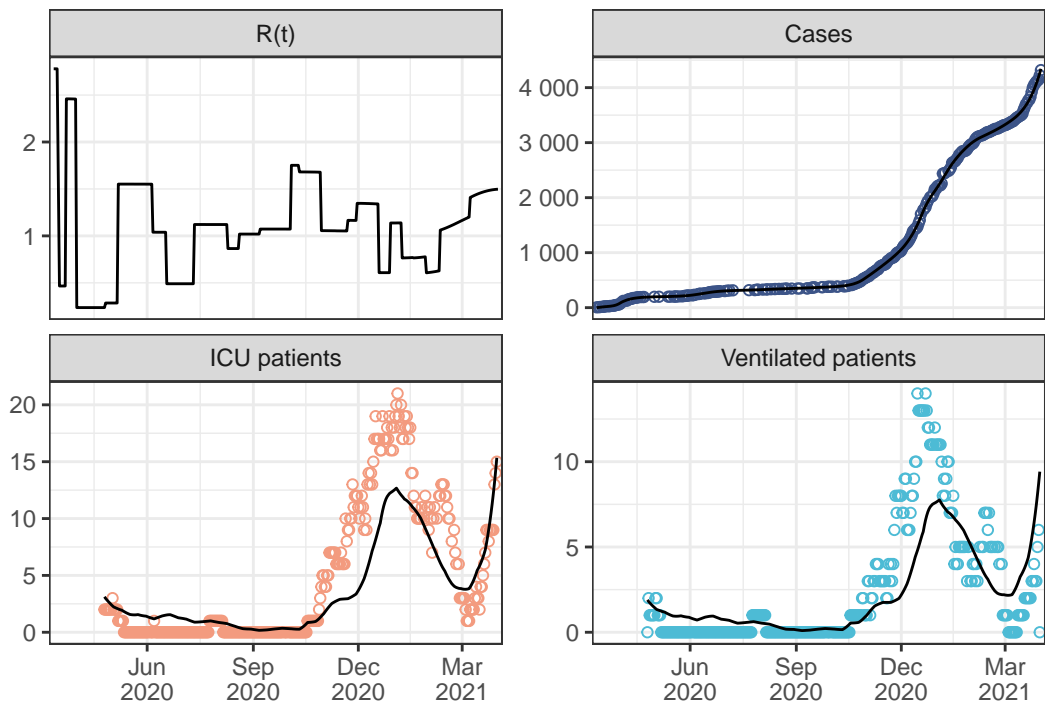 R(t)
Cases
2
1
4 000
3 000
2 000
1 000
0
ICU patients
Ventilated patients
20
15
10
5
0
10
5
0
Jun Sep Dec Mar
2020 2020 2020 2021
Jun Sep Dec Mar
2020 2020 2020 2021